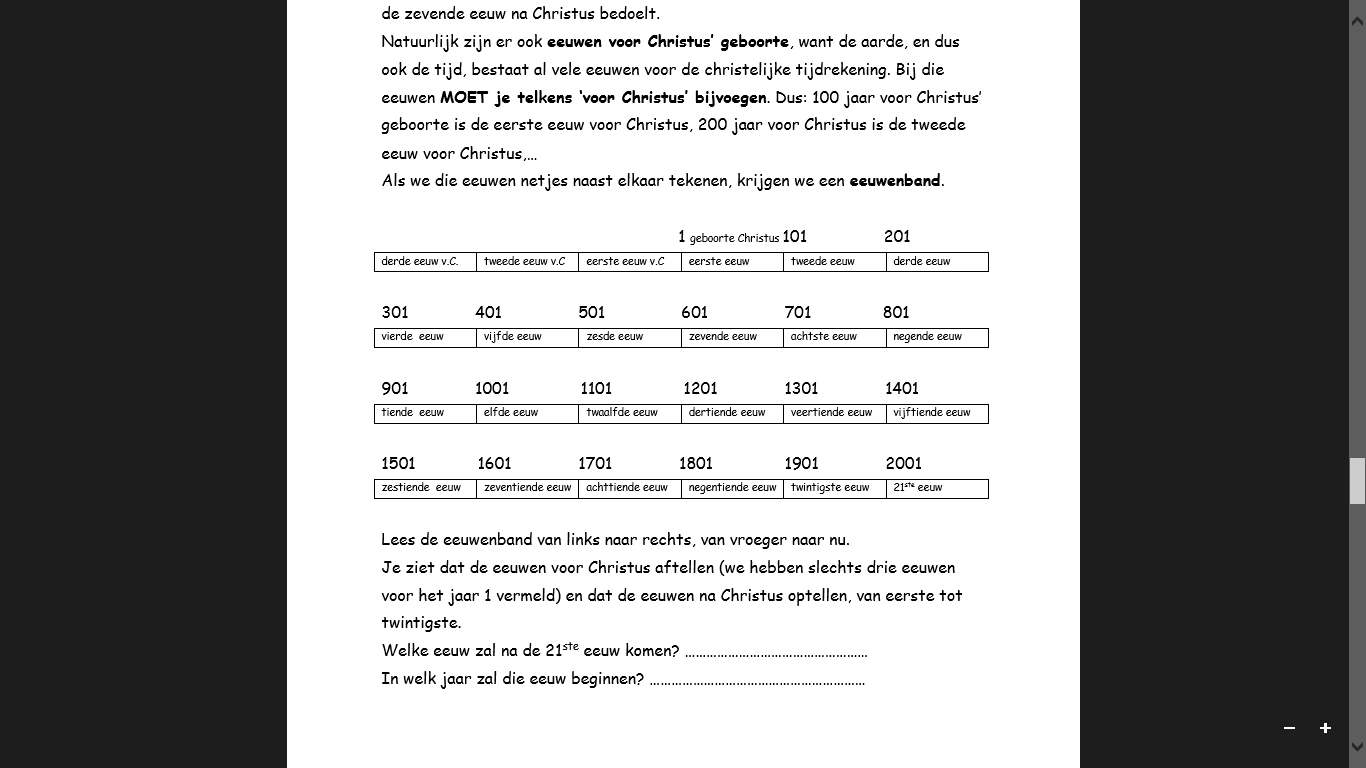 de zevende eeuw na Christus bedoelt.
Natuurlijk zijn er ook eeuwen voor Christus’ geboorte, want de aarde, en dus
ook de tijd, bestaat al vele eeuwen voor de christelijke tijdrekening. Bij die
eeuwen MOET je telkens ‘voor Christus’ bijvoegen. Dus: 100 jaar voor Christus’
geboorte is de eerste eeuw voor Christus, 200 jaar voor Christus is de tweede
eeuw voor Christus,…
Als we die eeuwen netjes naast elkaar tekenen, krijgen we een eeuwenband.
1 geboorte Christus 101 201
derde eeuw v.C. tweede eeuw v.C eerste eeuw v.C eerste eeuw tweede eeuw derde eeuw
301 401 501 601 701 801
vierde eeuw vijfde eeuw zesde eeuw zevende eeuw achtste eeuw negende eeuw
901 1001 1101 1201 1301 1401
tiende eeuw elfde eeuw twaalfde eeuw dertiende eeuw veertiende eeuw vijftiende eeuw
1501 1601 1701 1801 1901 2001
zestiende eeuw zeventiende eeuw achttiende eeuw negentiende eeuw twintigste eeuw 21ste eeuw
Lees de eeuwenband van links naar rechts, van vroeger naar nu.
Je ziet dat de eeuwen voor Christus aftellen (we hebben slechts drie eeuwen
voor het jaar 1 vermeld) en dat de eeuwen na Christus optellen, van eerste tot
twintigste.
Welke eeuw zal na de 21ste eeuw komen? ……………………………………………
In welk jaar zal die eeuw beginnen? ……………………………………………………